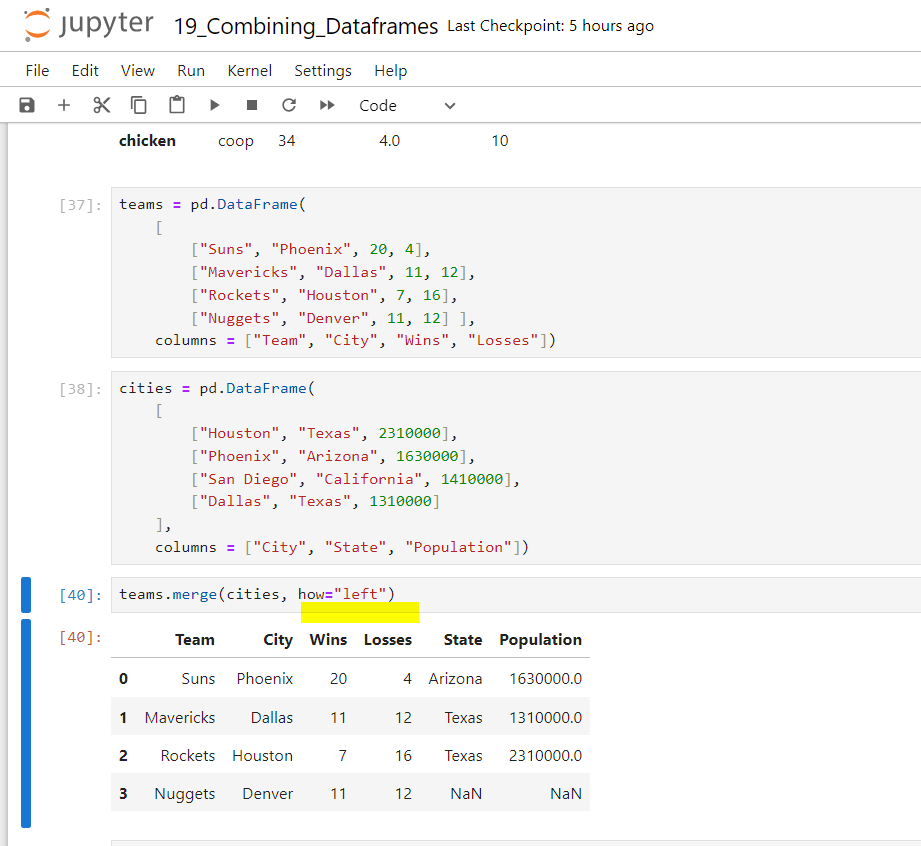 jupyter 19_Combining_Dataframes Last Checkpoint: 5 hours ago
File Edit View Run Kernel Settings Help
Code
chicken coop 34 4.0 10
[37]: teams = pd.DataFrame(
[
["Suns", "Phoenix", 20, 4],
["Mavericks", "Dallas", 11, 12],
["Rockets", "Houston", 7, 16],
["Nuggets", "Denver", 11, 12] ],
columns = ["Team", "City", "Wins", "Losses"])
[38]: cities = pd.DataFrame(
[
["Houston", "Texas", 2310000],
["Phoenix", "Arizona", 1630000],
["San Diego", "California", 1410000],
["Dallas", "Texas", 1310000]
],
columns = ["City", "State", "Population"])
[40]: teams.merge(cities, how="left")
[40]: Team City Wins Losses State Population
0 Suns Phoenix 20 4 Arizona 1630000.0
1 Mavericks Dallas 11 12 Texas 1310000.0
2 Rockets Houston 7 16 Texas 2310000.0
3 Nuggets Denver 11 12 NaN NaN